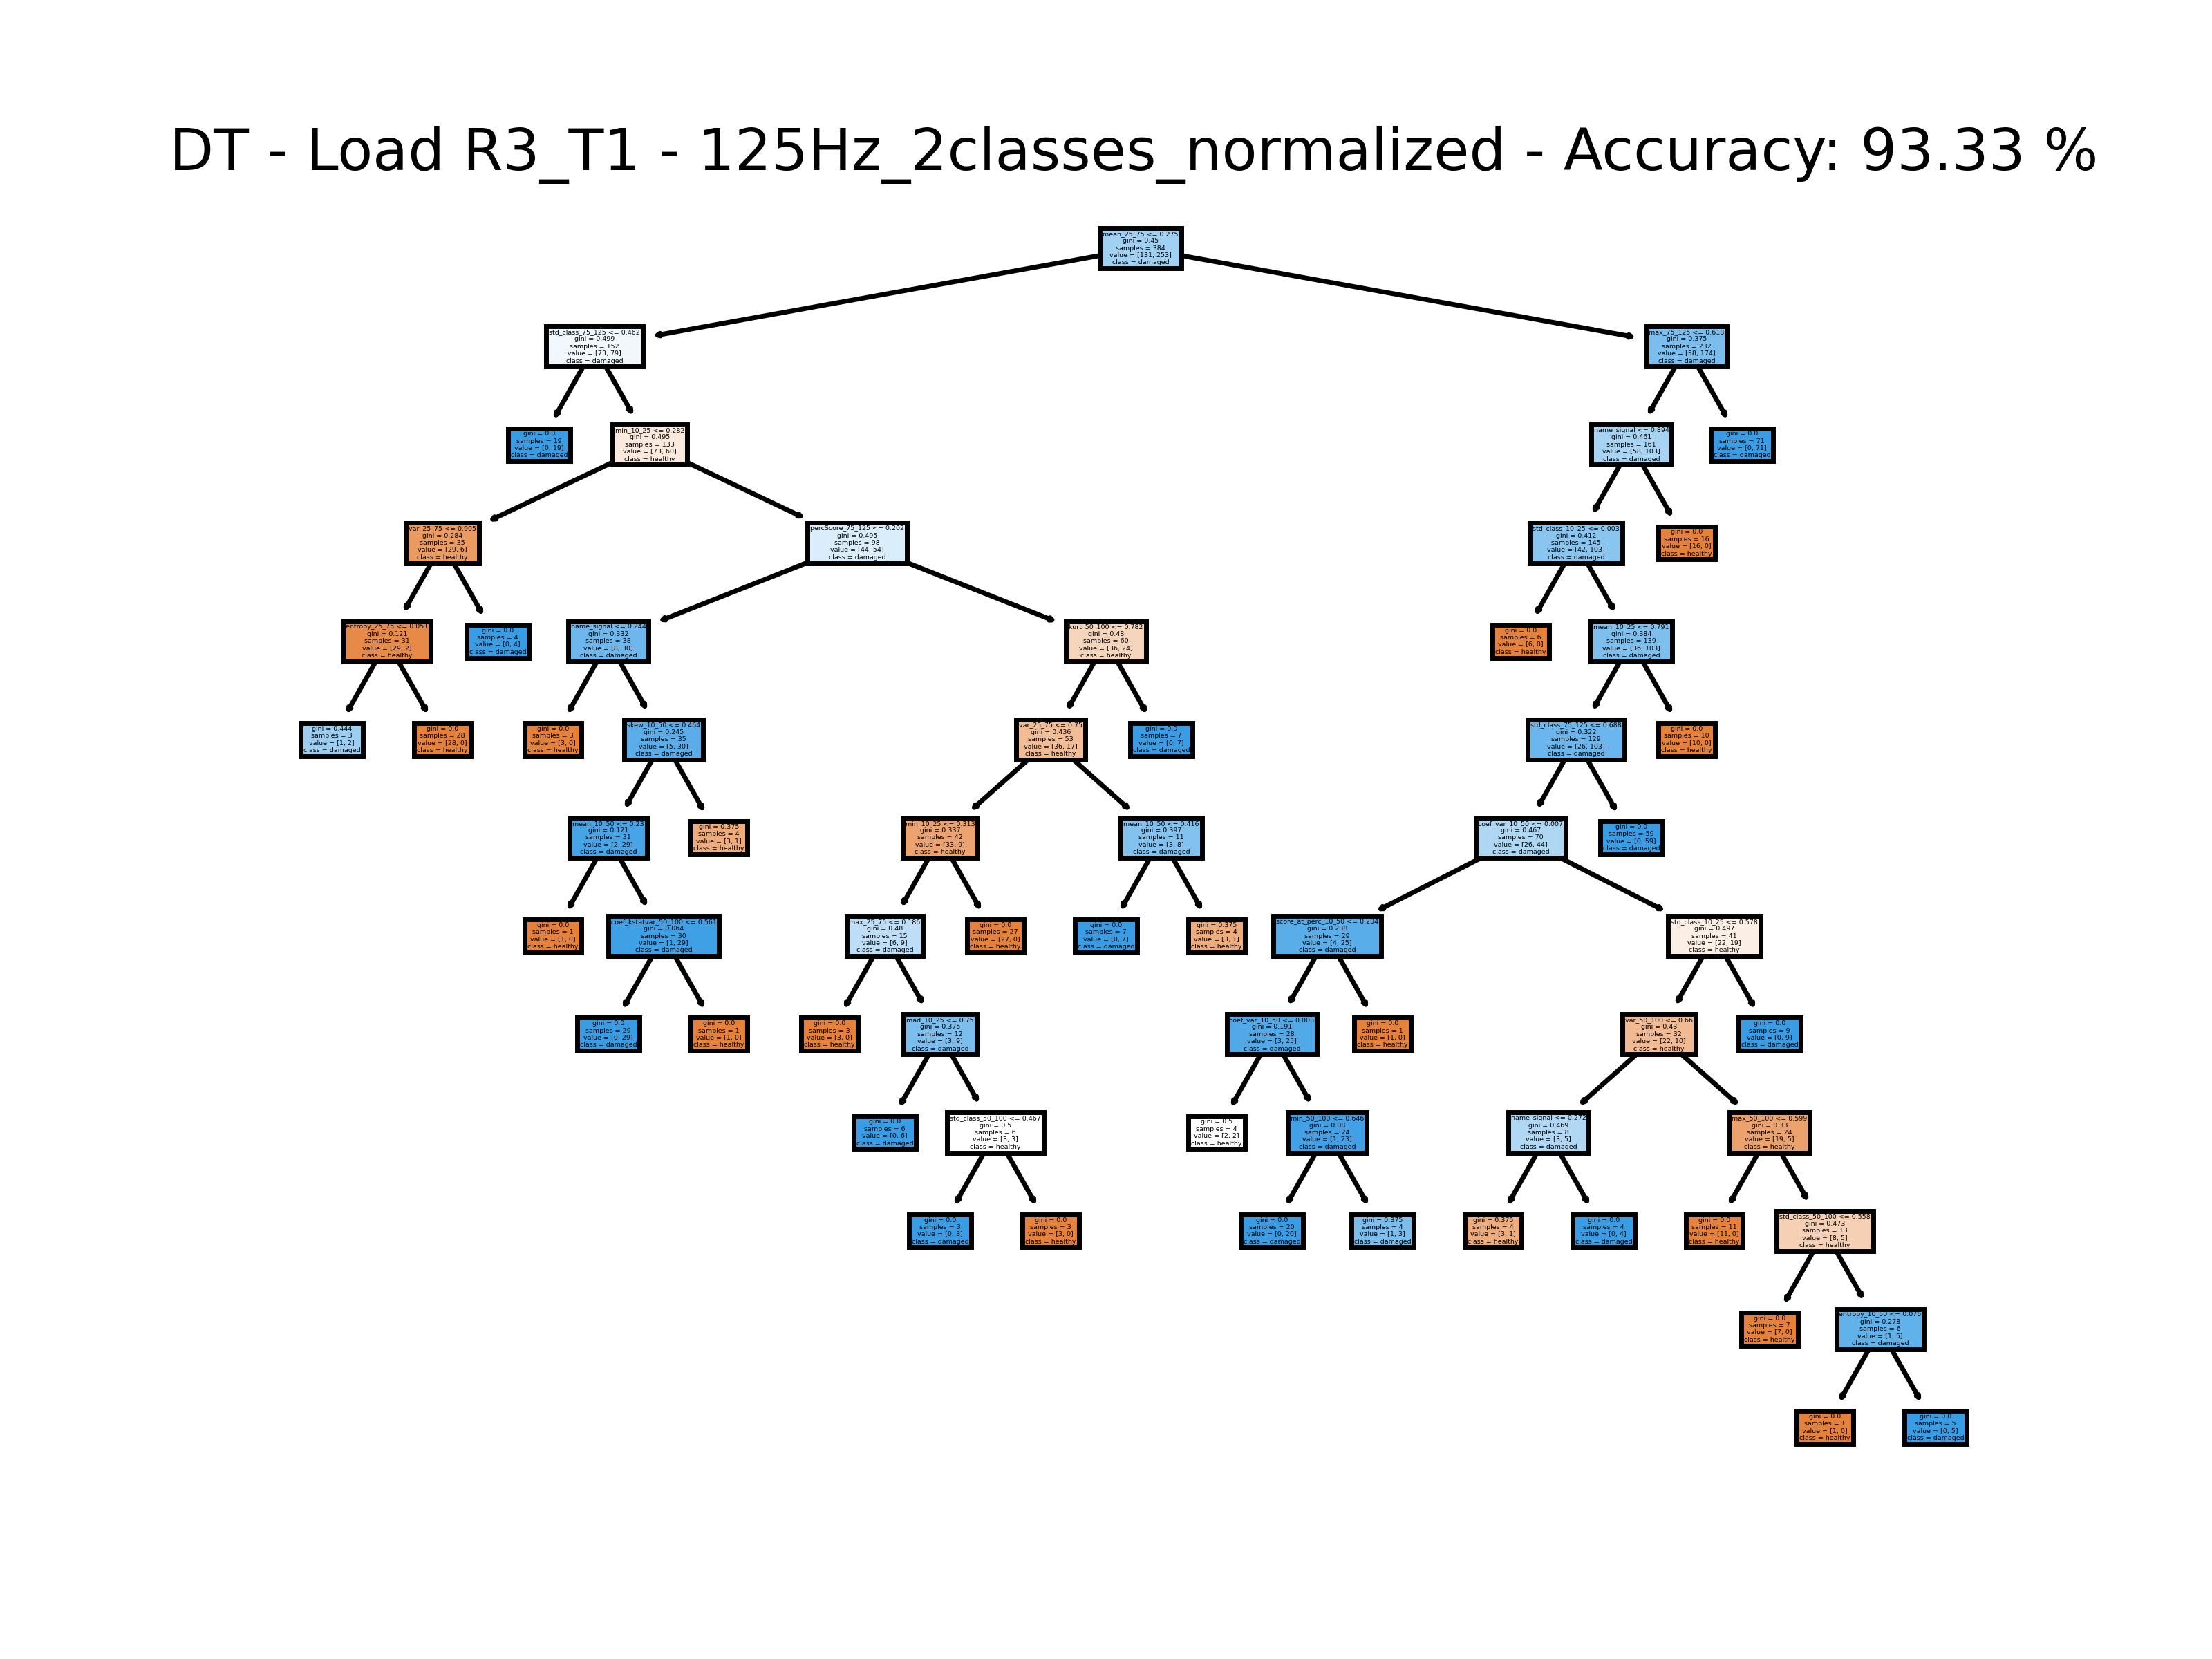 DT - Load R3_T1 - 125Hz_2classes_normalized - Accuracy: 93.33 %
mean_25_75 <= 0.275
gini = 0.45
samples = 384
value = [131, 253]
class = damaged
std_class_75_125 <= 0.462
gini = 0.499
samples = 152
value = [73, 79]
class = damaged
max_75_125 <= 0.618
gini = 0.375
samples = 232
value = [58, 174]
class = damaged
gini = 0.0
samples = 19
value = [0, 19]
class = damaged
min_10_25 <= 0.282
gini = 0.495
samples = 133
value = [73, 60]
class = healthy
name_signal <= 0.894
gini = 0.461
samples = 161
value = [58, 103]
class = damaged
gini = 0.0
samples = 71
value = [0, 71]
class = damaged
var_25_75 <= 0.905
gini = 0.284
samples = 35
value = [29, 6]
class = healthy
percScore_75_125 <= 0.202
gini = 0.495
samples = 98
value = [44, 54]
class = damaged
std_class_10_25 <= 0.003
gini = 0.412
samples = 145
value = [42, 103]
class = damaged
gini = 0.0
samples = 16
value = [16, 0]
class = healthy
entropy_25_75 <= 0.051
gini = 0.121
samples = 31
value = [29, 2]
class = healthy
gini = 0.0
samples = 4
value = [0, 4]
class = damaged
name_signal <= 0.244
gini = 0.332
samples = 38
value = [8, 30]
class = damaged
kurt_50_100 <= 0.782
gini = 0.48
samples = 60
value = [36, 24]
class = healthy
gini = 0.0
samples = 6
value = [6, 0]
class = healthy
mean_10_25 <= 0.791
gini = 0.384
samples = 139
value = [36, 103]
class = damaged
gini = 0.444
samples = 3
value = [1, 2]
class = damaged
gini = 0.0
samples = 28
value = [28, 0]
class = healthy
gini = 0.0
samples = 3
value = [3, 0]
class = healthy
skew_10_50 <= 0.464
gini = 0.245
samples = 35
value = [5, 30]
class = damaged
var_25_75 <= 0.75
gini = 0.436
samples = 53
value = [36, 17]
class = healthy
gini = 0.0
samples = 7
value = [0, 7]
class = damaged
std_class_75_125 <= 0.688
gini = 0.322
samples = 129
value = [26, 103]
class = damaged
gini = 0.0
samples = 10
value = [10, 0]
class = healthy
mean_10_50 <= 0.23
gini = 0.121
samples = 31
value = [2, 29]
class = damaged
gini = 0.375
samples = 4
value = [3, 1]
class = healthy
min_10_25 <= 0.313
gini = 0.337
samples = 42
value = [33, 9]
class = healthy
mean_10_50 <= 0.416
gini = 0.397
samples = 11
value = [3, 8]
class = damaged
coef_var_10_50 <= 0.007
gini = 0.467
samples = 70
value = [26, 44]
class = damaged
gini = 0.0
samples = 59
value = [0, 59]
class = damaged
gini = 0.0
samples = 1
value = [1, 0]
class = healthy
coef_kstatvar_50_100 <= 0.561
gini = 0.064
samples = 30
value = [1, 29]
class = damaged
max_25_75 <= 0.186
gini = 0.48
samples = 15
value = [6, 9]
class = damaged
gini = 0.0
samples = 27
value = [27, 0]
class = healthy
gini = 0.0
samples = 7
value = [0, 7]
class = damaged
gini = 0.375
samples = 4
value = [3, 1]
class = healthy
score_at_perc_10_50 <= 0.204
gini = 0.238
samples = 29
value = [4, 25]
class = damaged
std_class_10_25 <= 0.578
gini = 0.497
samples = 41
value = [22, 19]
class = healthy
gini = 0.0
samples = 29
value = [0, 29]
class = damaged
gini = 0.0
samples = 1
value = [1, 0]
class = healthy
gini = 0.0
samples = 3
value = [3, 0]
class = healthy
mad_10_25 <= 0.75
gini = 0.375
samples = 12
value = [3, 9]
class = damaged
coef_var_10_50 <= 0.003
gini = 0.191
samples = 28
value = [3, 25]
class = damaged
gini = 0.0
samples = 1
value = [1, 0]
class = healthy
var_50_100 <= 0.66
gini = 0.43
samples = 32
value = [22, 10]
class = healthy
gini = 0.0
samples = 9
value = [0, 9]
class = damaged
gini = 0.0
samples = 6
value = [0, 6]
class = damaged
std_class_50_100 <= 0.467
gini = 0.5
samples = 6
value = [3, 3]
class = healthy
gini = 0.5
samples = 4
value = [2, 2]
class = healthy
min_50_100 <= 0.646
gini = 0.08
samples = 24
value = [1, 23]
class = damaged
name_signal <= 0.272
gini = 0.469
samples = 8
value = [3, 5]
class = damaged
max_50_100 <= 0.599
gini = 0.33
samples = 24
value = [19, 5]
class = healthy
gini = 0.0
samples = 3
value = [0, 3]
class = damaged
gini = 0.0
samples = 3
value = [3, 0]
class = healthy
gini = 0.0
samples = 20
value = [0, 20]
class = damaged
gini = 0.375
samples = 4
value = [1, 3]
class = damaged
gini = 0.375
samples = 4
value = [3, 1]
class = healthy
gini = 0.0
samples = 4
value = [0, 4]
class = damaged
gini = 0.0
samples = 11
value = [11, 0]
class = healthy
std_class_50_100 <= 0.558
gini = 0.473
samples = 13
value = [8, 5]
class = healthy
gini = 0.0
samples = 7
value = [7, 0]
class = healthy
entropy_10_50 <= 0.076
gini = 0.278
samples = 6
value = [1, 5]
class = damaged
gini = 0.0
samples = 1
value = [1, 0]
class = healthy
gini = 0.0
samples = 5
value = [0, 5]
class = damaged